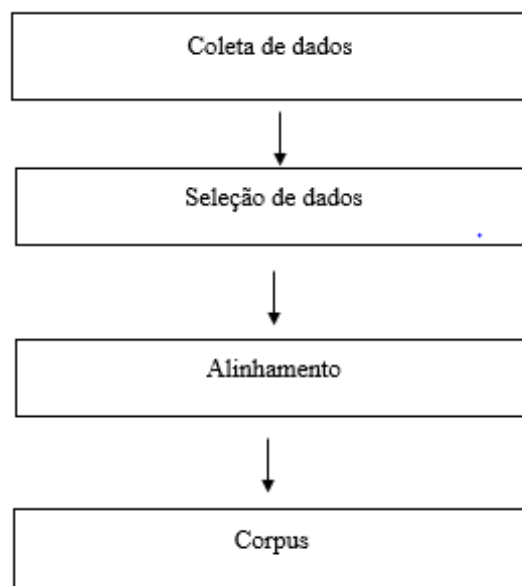 Coleta de dados
Seleção de dados
Alinhamento
Corpus